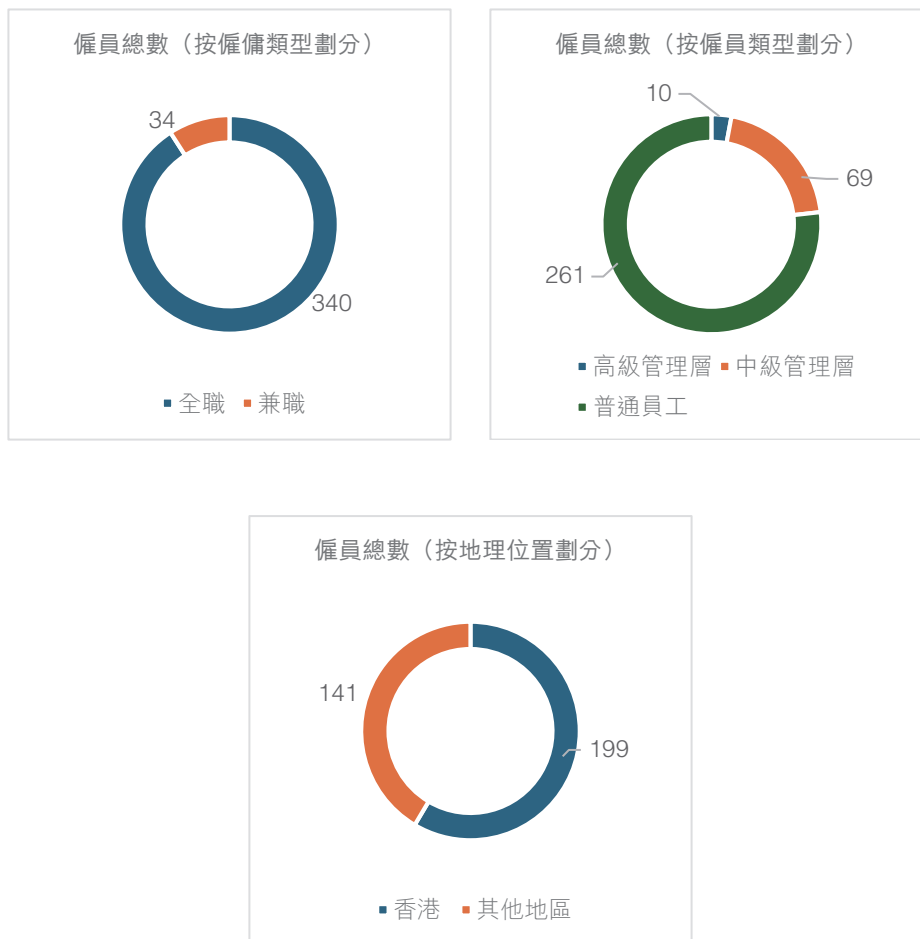 僱員總數（按僱傭類型劃分）
34
340
全職 兼職
僱員總數（按僱員類型劃分）
10
69
261
高級管理層 中級管理層
普通員工
僱員總數（按地理位置劃分）
141
199
香港 其他地區